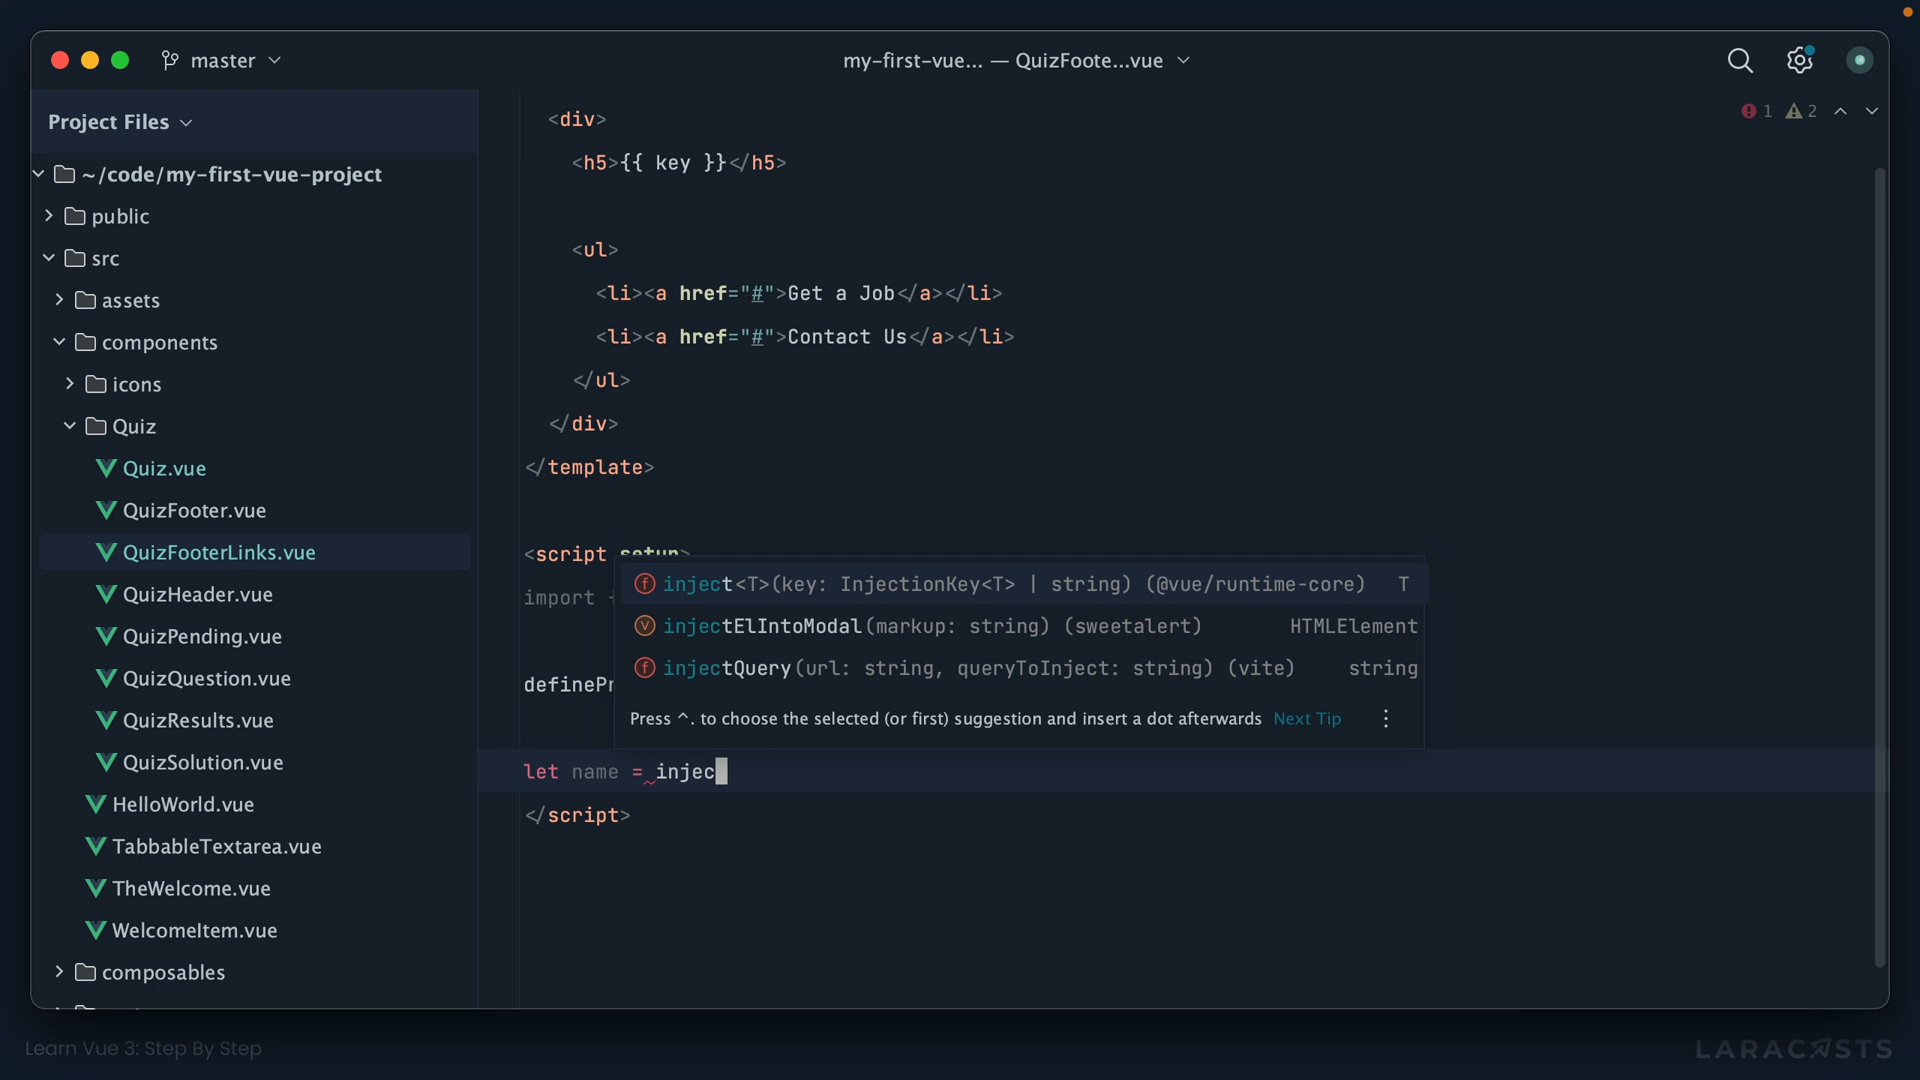 master
my-first-vue... — QuizFoote...vue
Project Files
1 2
~/code/my-first-vue-project
public
src
assets
components
icons
Quiz
Quiz.vue
QuizFooter.vue
QuizFooterLinks.vue
QuizHeader.vue
QuizPending.vue
QuizQuestion.vue
QuizResults.vue
QuizSolution.vue
HelloWorld.vue
TabbableTextarea.vue
TheWelcome.vue
WelcomeItem.vue
composables
<div>
<h5>{{ key }}</h5>
<ul>
<li><a href="#">Get a Job</a></li>
<li><a href="#">Contact Us</a></li>
</ul>
</div>
</template>
<script setup>
import {
definePr
inject<T>(key: InjectionKey<T> | string) (@vue/runtime-core) T
injectElIntoModal(markup: string) (sweetalert) HTMLElement
injectQuery(url: string, queryToInject: string) (vite) string
Press ^. to choose the selected (or first) suggestion and insert a dot afterwards Next Tip
let name = injec
</script>
Learn Vue 3: Step By Step
LARACASTS